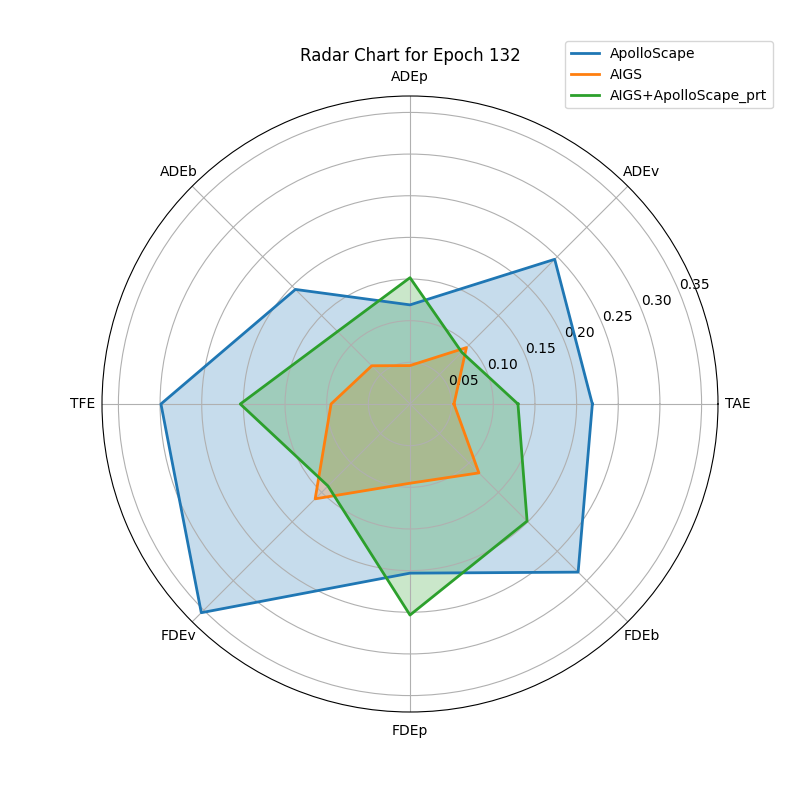 Radar Chart for Epoch 132
ApolloScape
AIGS
AIGS+ApolloScape_prt
ADEp
ADEb
ADEv
0.35
0.30
0.25
0.20
0.15
0.10
0.05
TFE
TAE
FDEv
FDEb
FDEp